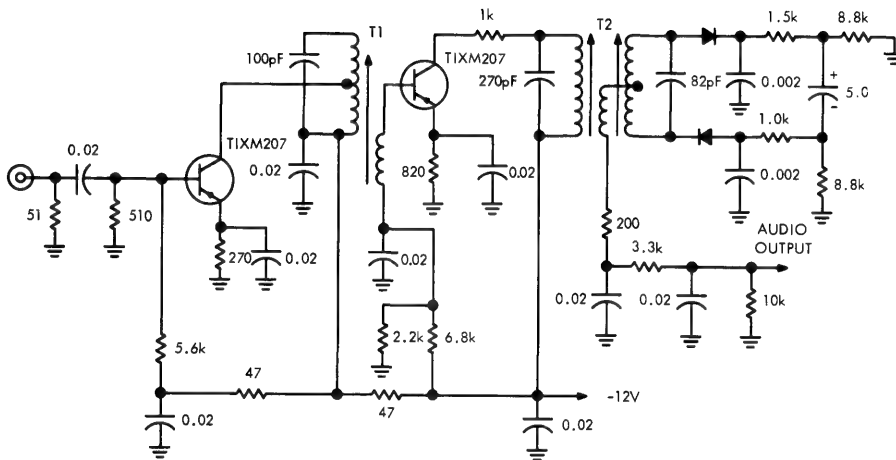 T1
1k
T2
1.5k
8.8k
100pF
TIXM207
270pF
82pF
0.002
+
5.0
-
TIXM207
1.0k
0.02
0.02
820
0.02
0.002
8.8k
51
510
270
0.02
0.02
200
AUDIO
OUTPUT
3.3k
0.02
0.02
10k
2.2k
6.8k
5.6k
47
47
-12V
0.02
0.02